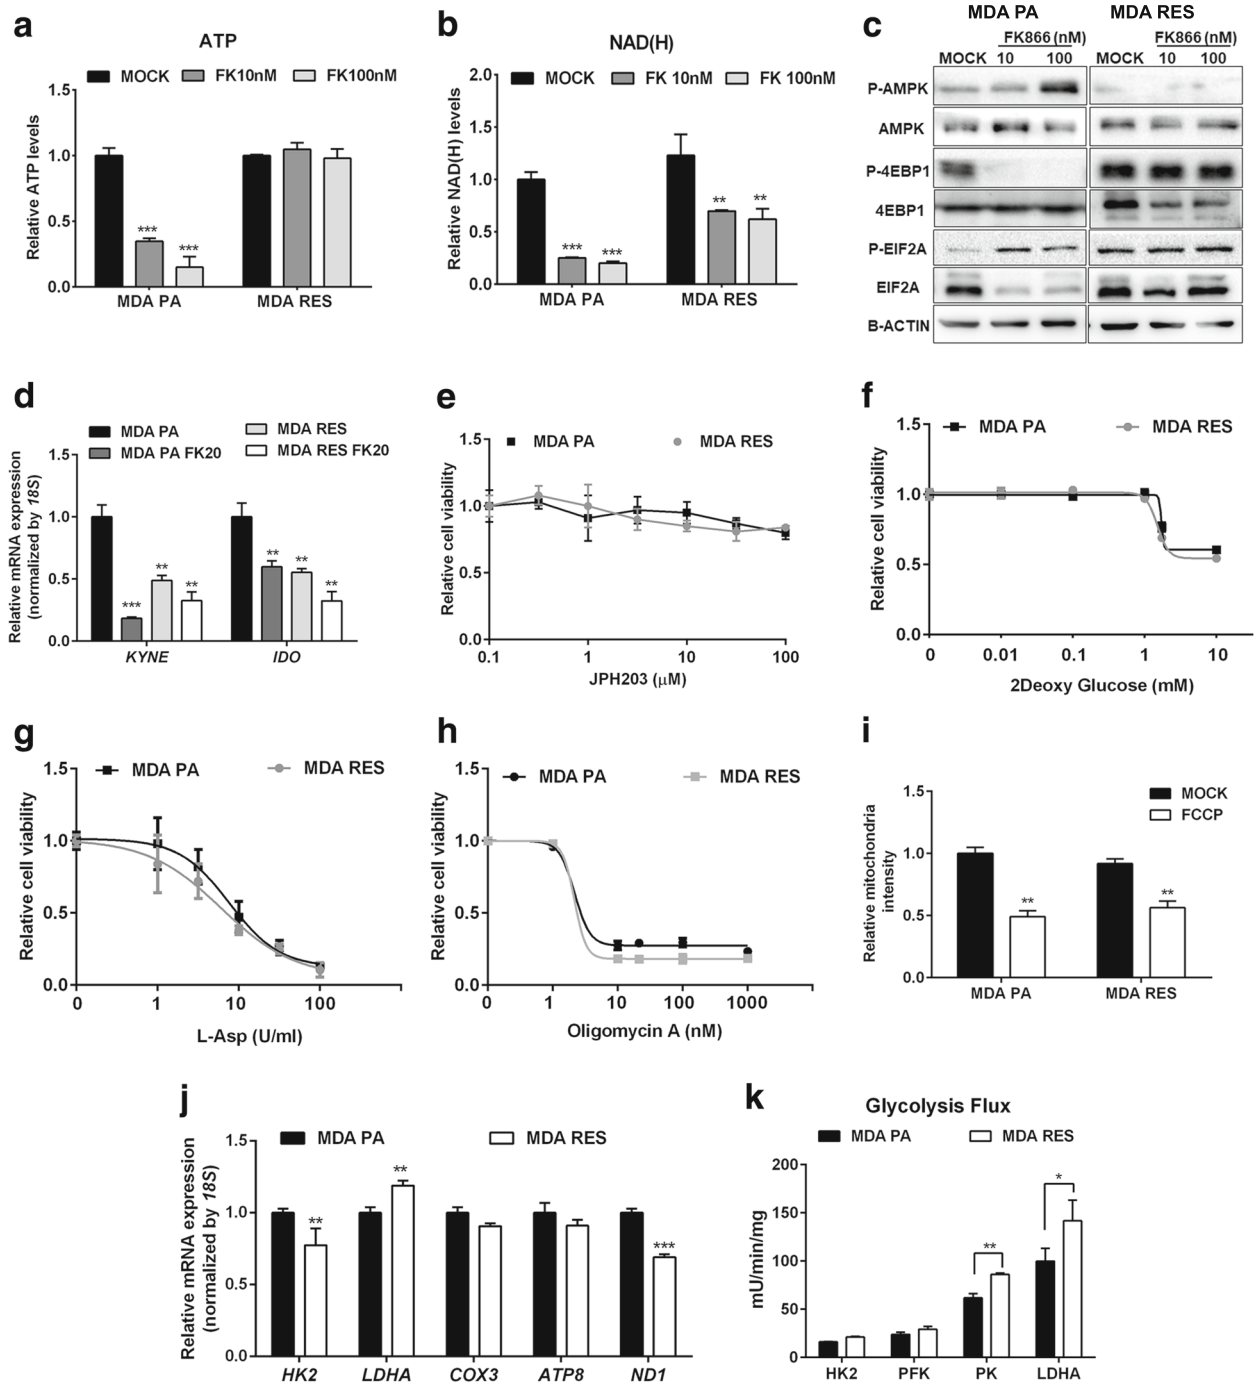 a
ATP
MOCK FK10nM FK100nM
Relative ATP levels
1.5
1.0
0.5
0.0
*** ***
MDA PA MDA RES
b
NAD(H)
MOCK FK 10nM FK 100nM
Relative NAD(H) levels
2.0
1.5
1.0
0.5
0.0
*** *** ** **
MDA PA MDA RES
c
MDA PA MDA RES
FK866 (nM) FK866 (nM)
MOCK 10 100 MOCK 10 100
P-AMPK
AMPK
P-4EBP1
4EBP1
P-EIF2A
EIF2A
B-ACTIN
d
MDA PA MDA RES
MDA PA FK20 MDA RES FK20
Relative mRNA expression
(normalized by 18S)
1.5
1.0
0.5
0.0
*** ** ** ** ** **
KYNE IDO
e
MDA PA MDA RES
Relative cell viability
1.5
1.0
0.5
0.0
0.1 1 10 100
JPH203 (µM)
f
MDA PA MDA RES
Relative cell viability
1.5
1.0
0.5
0.0
0 0.01 0.1 1 10
2Deoxy Glucose (mM)
g
MDA PA MDA RES
Relative cell viability
1.5
1.0
0.5
0.0
0 1 10 100
L-Asp (U/ml)
h
MDA PA MDA RES
Relative cell viability
1.5
1.0
0.5
0.0
0 1 10 100 1000
Oligomycin A (nM)
i
MOCK
FCCP
Relative mitochondria
intensity
1.5
1.0
0.5
0.0
** **
MDA PA MDA RES
j
MDA PA MDA RES
Relative mRNA expression
(normalized by 18S)
1.5
1.0
0.5
0.0
** ** ***
HK2 LDHA COX3 ATP8 ND1
k
Glycolysis Flux
MDA PA MDA RES
mU/min/mg
200
150
100
50
0
** *
HK2 PFK PK LDHA